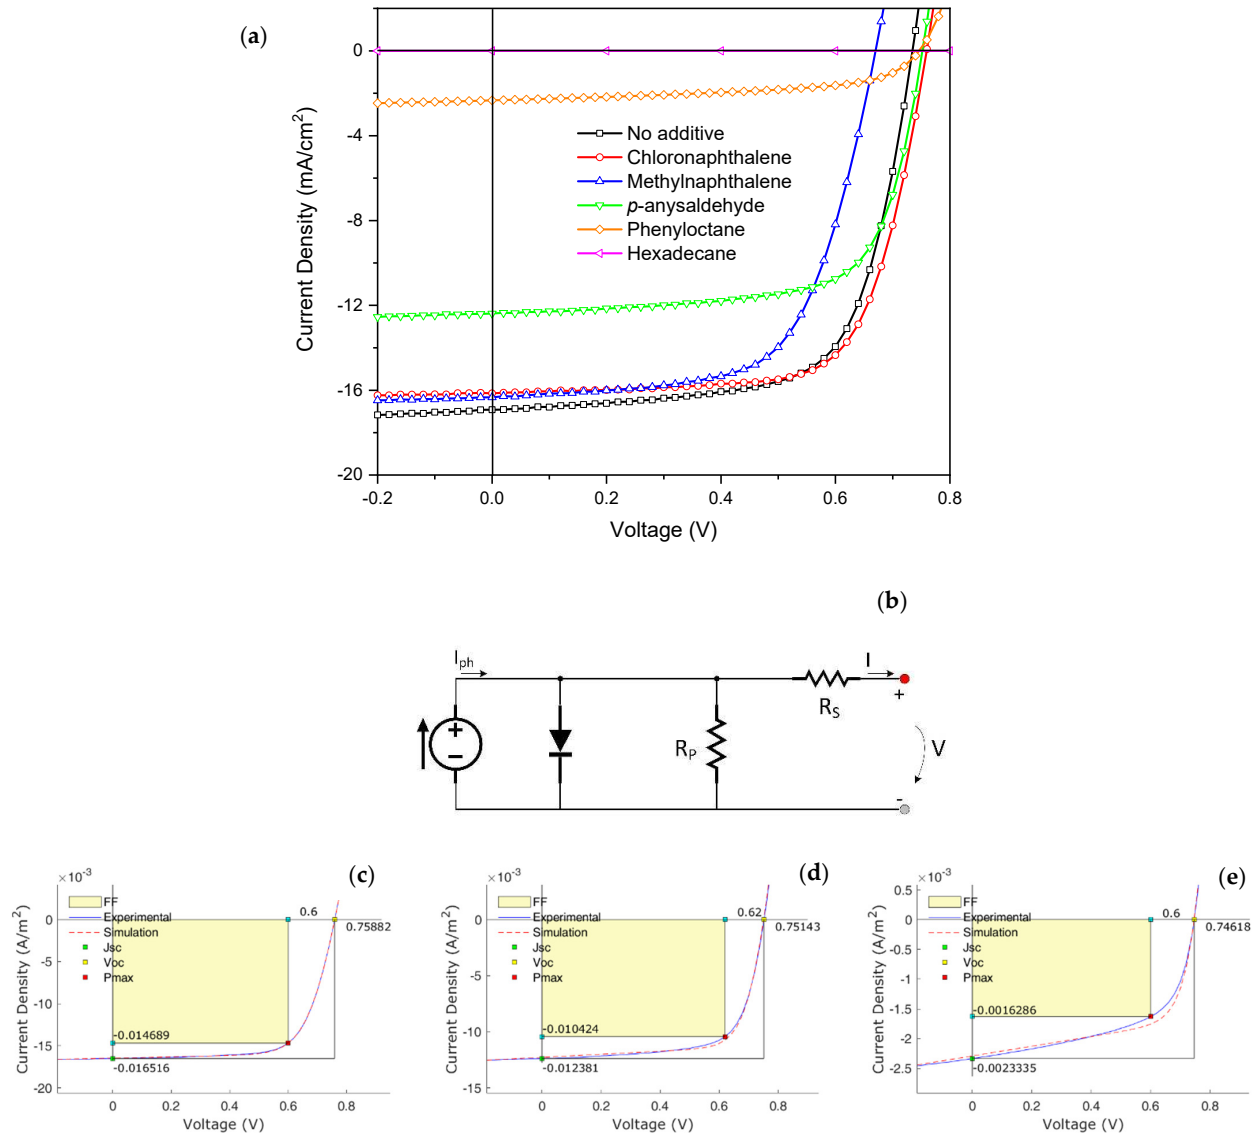 (a)
0
-4
-8
-12
-16
-20
Current Density (mA/cm²)
No additive
Chloronaphthalene
Methylnaphthalene
p-anysaldehyde
Phenyloctane
Hexadecane
-0.2 0.0 0.2 0.4 0.6 0.8
Voltage (V)
(b)
Iph
I
+
RS
+
−
RP
V
-
(c)
×10⁻³
0
-5
-10
-15
-20
Current Density (A/m²)
FF
Experimental
Simulation
Jsc
Voc
Pmax
0.6
0.75882
-0.014689
-0.016516
0 0.2 0.4 0.6 0.8
Voltage (V)
(d)
×10⁻³
0
-5
-10
-15
Current Density (A/m²)
FF
Experimental
Simulation
Jsc
Voc
Pmax
0.62
0.75143
-0.010424
-0.012381
0 0.2 0.4 0.6 0.8
Voltage (V)
(e)
×10⁻³
0.5
0
-0.5
-1
-1.5
-2
-2.5
Current Density (A/m²)
FF
Experimental
Simulation
Jsc
Voc
Pmax
0.6
0.74618
-0.0016286
-0.0023335
0 0.2 0.4 0.6 0.8
Voltage (V)